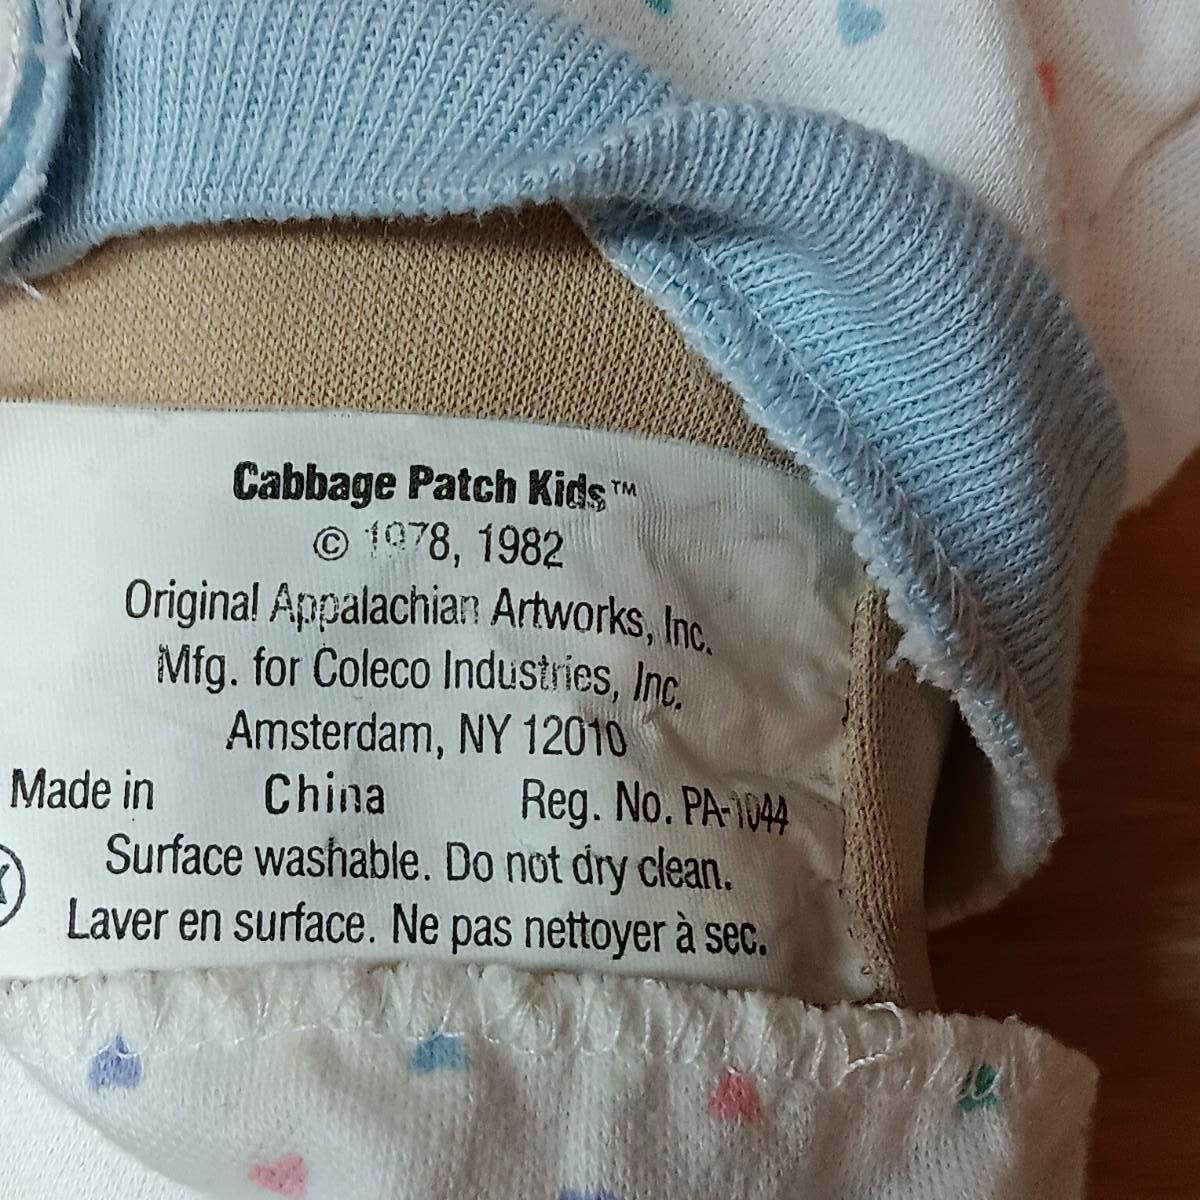 Cabbage Patch Kids™
© 1978, 1982
Original Appalachian Artworks, Inc.
Mfg. for Coleco Industries, Inc.
Amsterdam, NY 12010
Made in China Reg. No. PA-1044
Surface washable. Do not dry clean.
Laver en surface. Ne pas nettoyer à sec.